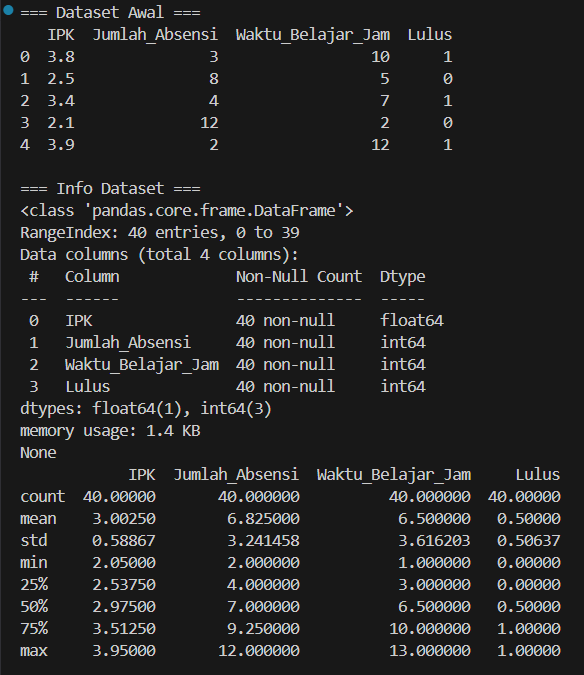 === Dataset Awal ===
    IPK  Jumlah_Absensi  Waktu_Belajar_Jam  Lulus
0  3.8               3                 10      1
1  2.5               8                  5      0
2  3.4               4                  7      1
3  2.1              12                  2      0
4  3.9               2                 12      1
=== Info Dataset ===
<class 'pandas.core.frame.DataFrame'>
RangeIndex: 40 entries, 0 to 39
Data columns (total 4 columns):
 #   Column             Non-Null Count  Dtype
---  ------             --------------  -----
 0   IPK                40 non-null     float64
 1   Jumlah_Absensi     40 non-null     int64
 2   Waktu_Belajar_Jam  40 non-null     int64
 3   Lulus              40 non-null     int64
dtypes: float64(1), int64(3)
memory usage: 1.4 KB
None
            IPK  Jumlah_Absensi  Waktu_Belajar_Jam     Lulus
count  40.00000       40.000000          40.000000  40.00000
mean    3.00250        6.825000           6.500000   0.50000
std     0.58867        3.241458           3.616203   0.50637
min     2.05000        2.000000           1.000000   0.00000
25%     2.53750        4.000000           3.000000   0.00000
50%     2.97500        7.000000           6.500000   0.50000
75%     3.51250        9.250000          10.000000   1.00000
max     3.95000       12.000000          13.000000   1.00000